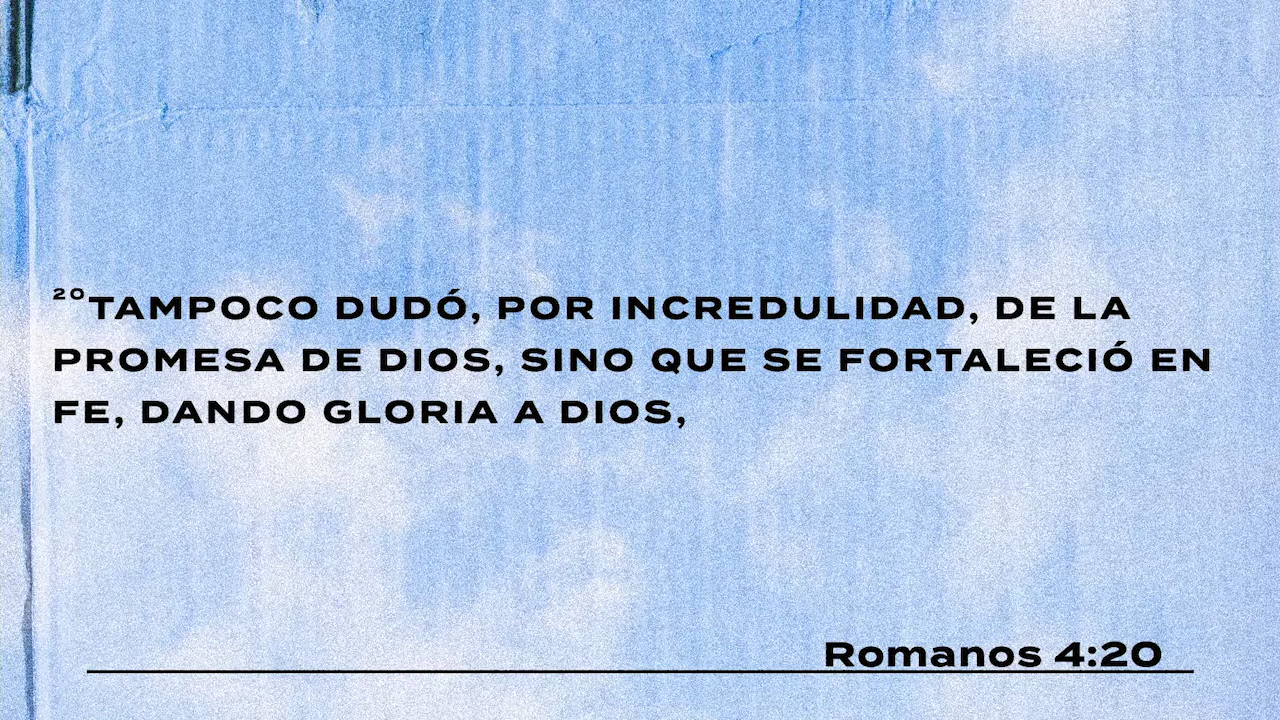 ²⁰TAMPOCO DUDÓ, POR INCREDULIDAD, DE LA
PROMESA DE DIOS, SINO QUE SE FORTALECIÓ EN
FE, DANDO GLORIA A DIOS,
Romanos 4:20